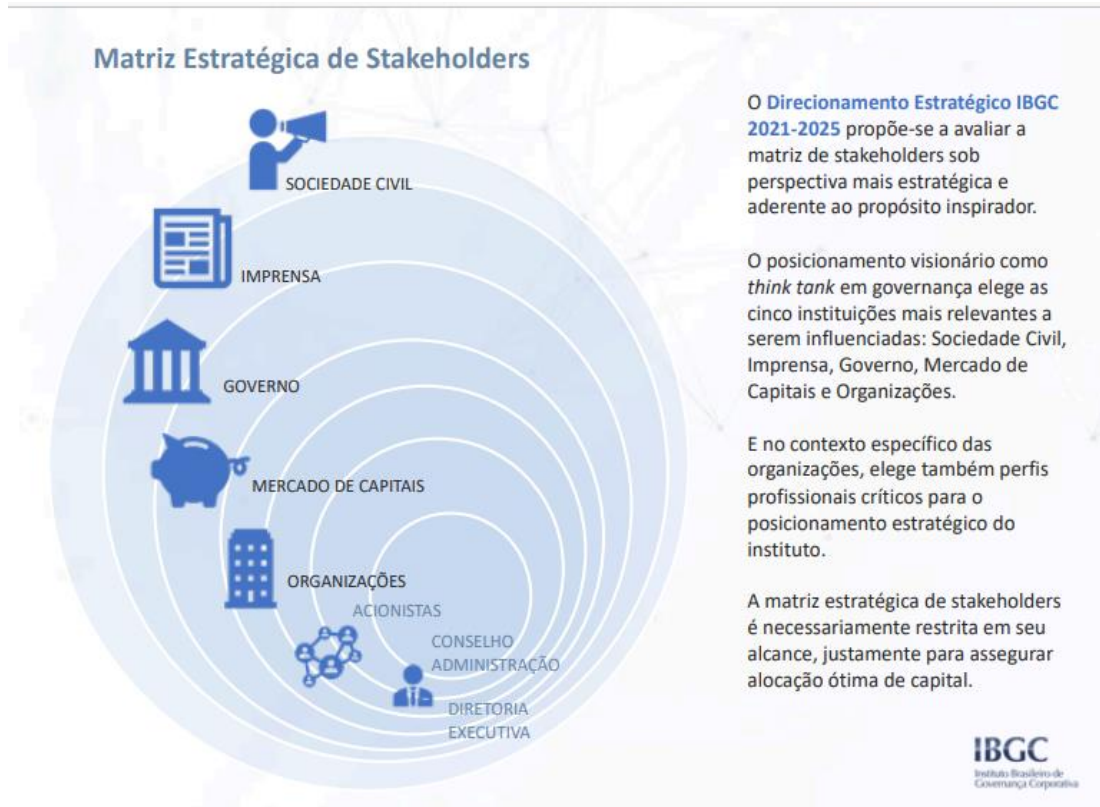 Matriz Estratégica de Stakeholders
SOCIEDADE CIVIL
IMPRENSA
GOVERNO
MERCADO DE CAPITAIS
ORGANIZAÇÕES
ACIONISTAS
CONSELHO
ADMINISTRAÇÃO
DIRETORIA
EXECUTIVA
O Direcionamento Estratégico IBGC
2021-2025 propõe-se a avaliar a
matriz de stakeholders sob
perspectiva mais estratégica e
aderente ao propósito inspirador.
O posicionamento visionário como
think tank em governança elege as
cinco instituições mais relevantes a
serem influenciadas: Sociedade Civil,
Imprensa, Governo, Mercado de
Capitais e Organizações.
E no contexto específico das
organizações, elege também perfis
profissionais críticos para o
posicionamento estratégico do
instituto.
A matriz estratégica de stakeholders
é necessariamente restrita em seu
alcance, justamente para assegurar
alocação ótima de capital.
IBGC
Instituto Brasileiro de
Governança Corporativa